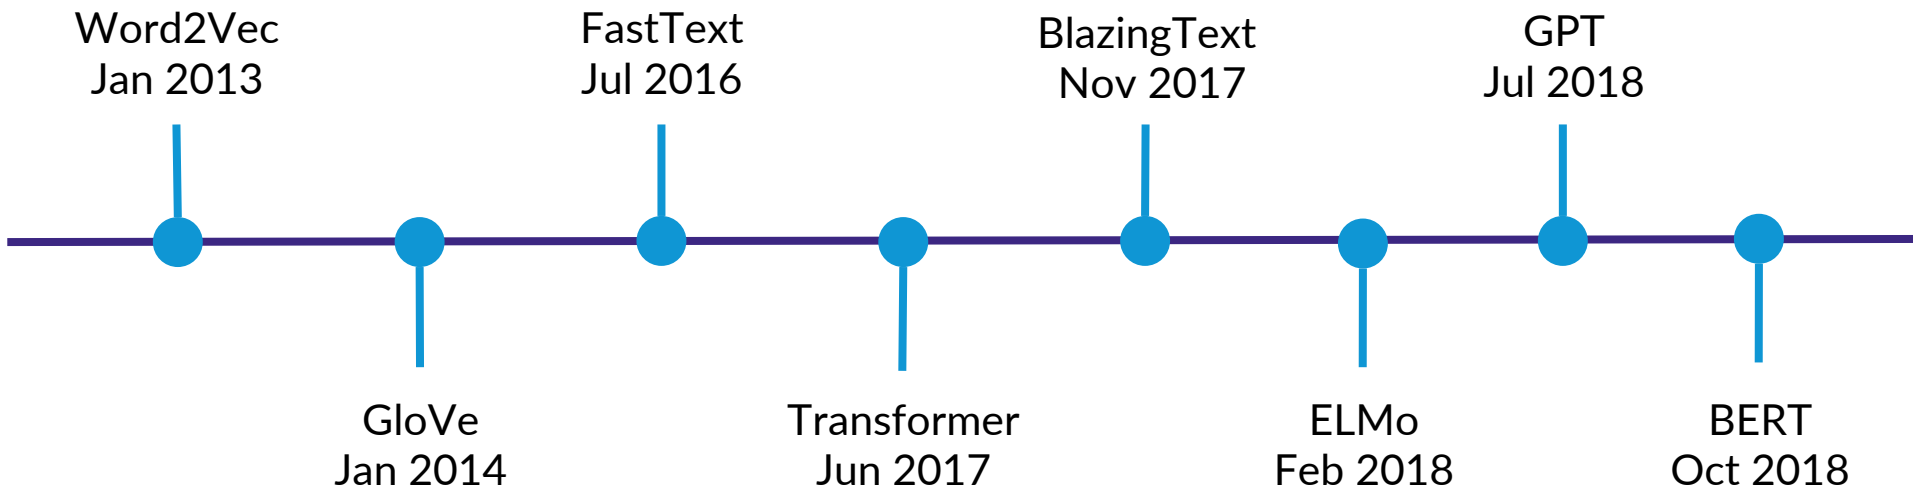 Word2Vec
Jan 2013
FastText
Jul 2016
BlazingText
Nov 2017
GPT
Jul 2018
GloVe
Jan 2014
Transformer
Jun 2017
ELMo
Feb 2018
BERT
Oct 2018